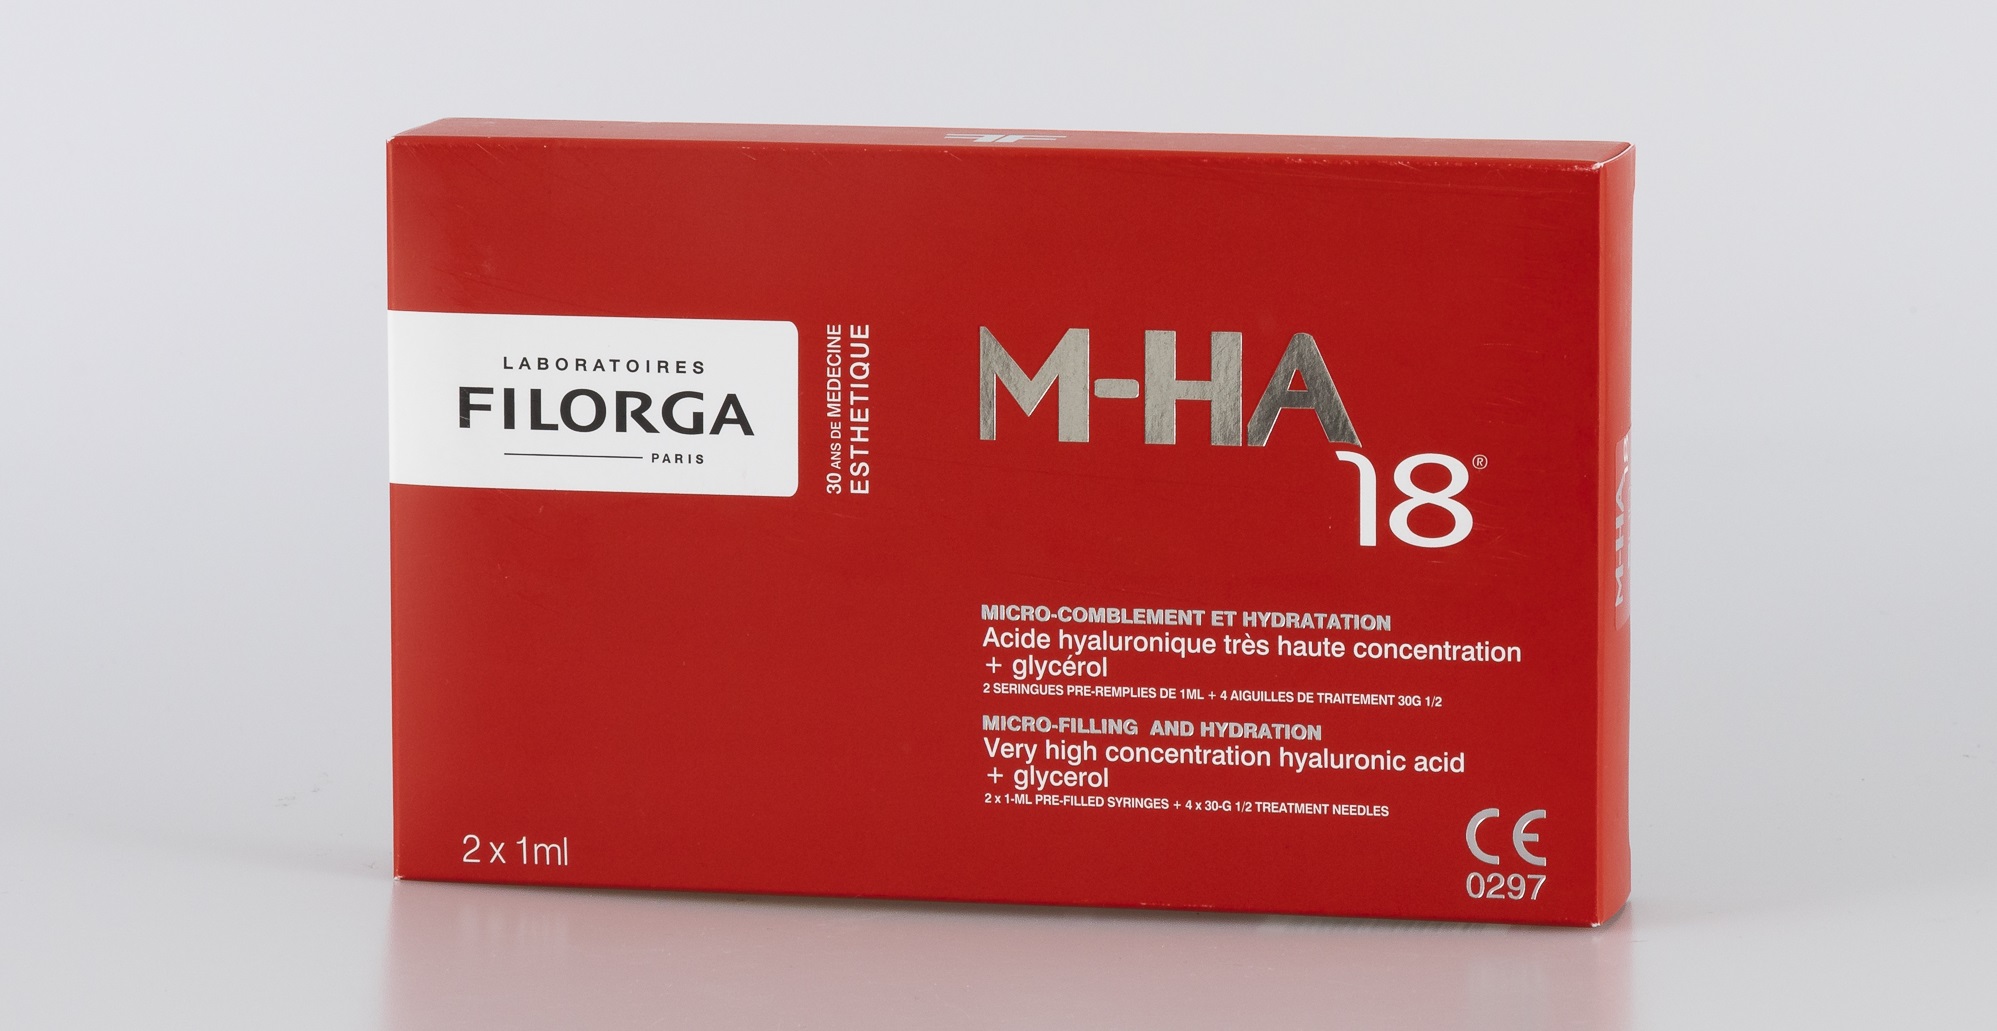 LABORATOIRES
FILORGA
PARIS
30 ANS DE MEDECINE
ESTHETIQUE
M-HA
18®
MICRO-COMBLEMENT ET HYDRATATION
Acide hyaluronique très haute concentration
+ glycérol
2 SERINGUES PRE-REMPLIES DE 1ML + 4 AIGUILLES DE TRAITEMENT 30G 1/2
MICRO-FILLING AND HYDRATION
Very high concentration hyaluronic acid
+ glycerol
2 x 1-ML PRE-FILLED SYRINGES + 4 x 30-G 1/2 TREATMENT NEEDLES
2 x 1ml
CE
0297
M-HA
18